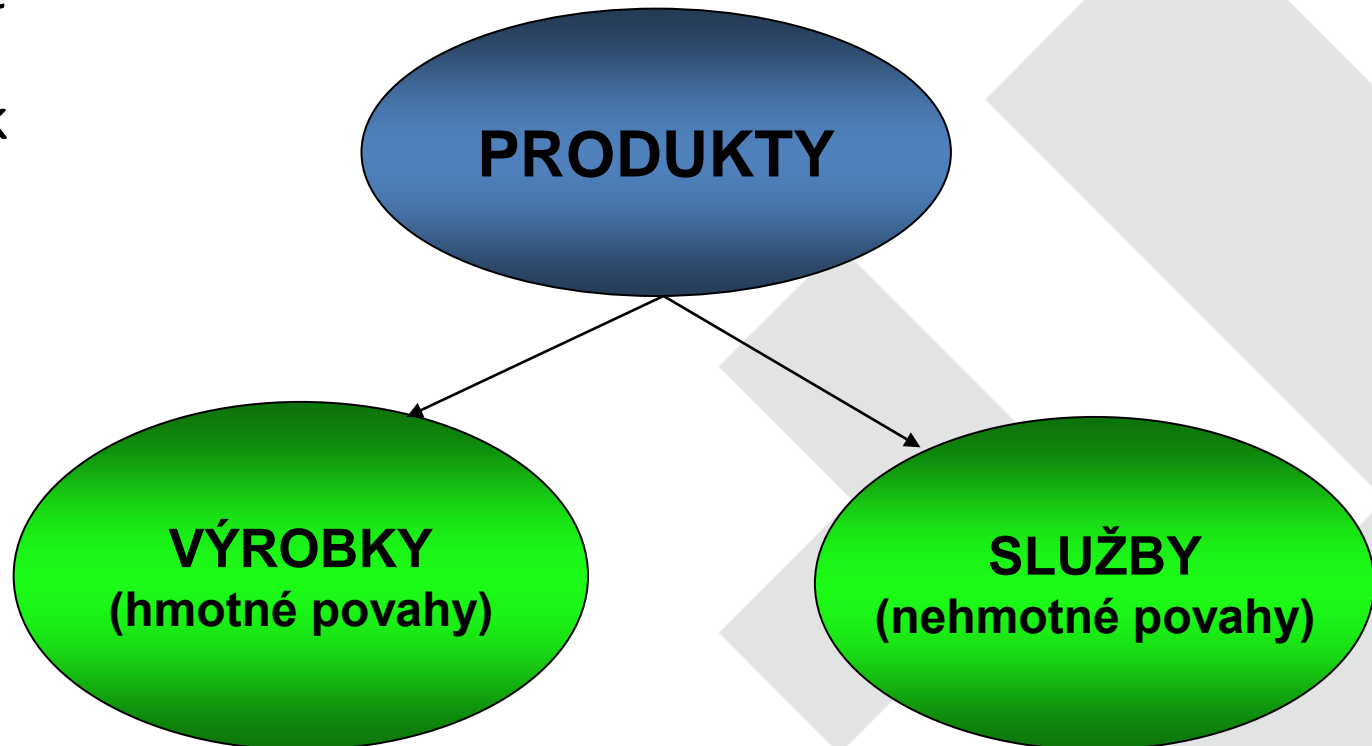 PRODUKTY
VÝROBKY
(hmotné povahy)
SLUŽBY
(nehmotné povahy)